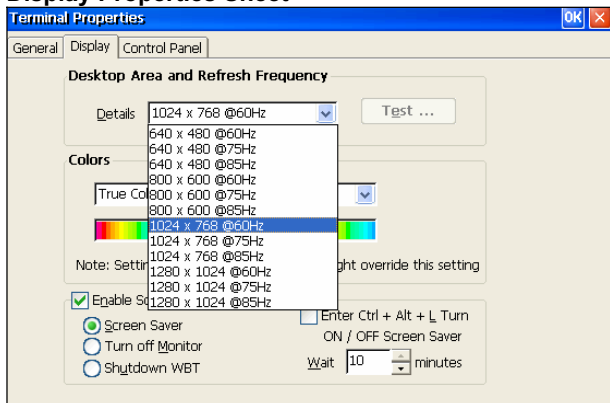 Display Properties Sheet
Terminal Properties OK
General Display Control Panel
Desktop Area and Refresh Frequency
Details 1024 x 768 @60Hz Test ...
640 x 480 @60Hz
640 x 480 @75Hz
640 x 480 @85Hz
800 x 600 @60Hz
800 x 600 @75Hz
800 x 600 @85Hz
1024 x 768 @60Hz
1024 x 768 @75Hz
1024 x 768 @85Hz
1280 x 1024 @60Hz
1280 x 1024 @75Hz
1280 x 1024 @85Hz
Colors
True
Note: override this setting
Enable
Screen Saver
Turn off Monitor
Shutdown WBT
Enter Ctrl + Alt + L Turn
ON / OFF Screen Saver
Wait 10 minutes